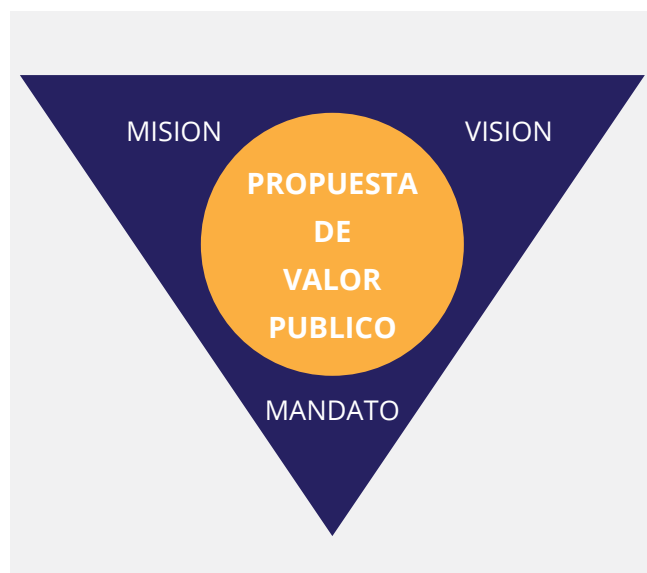 MISION
VISION
PROPUESTA
DE
VALOR
PUBLICO
MANDATO